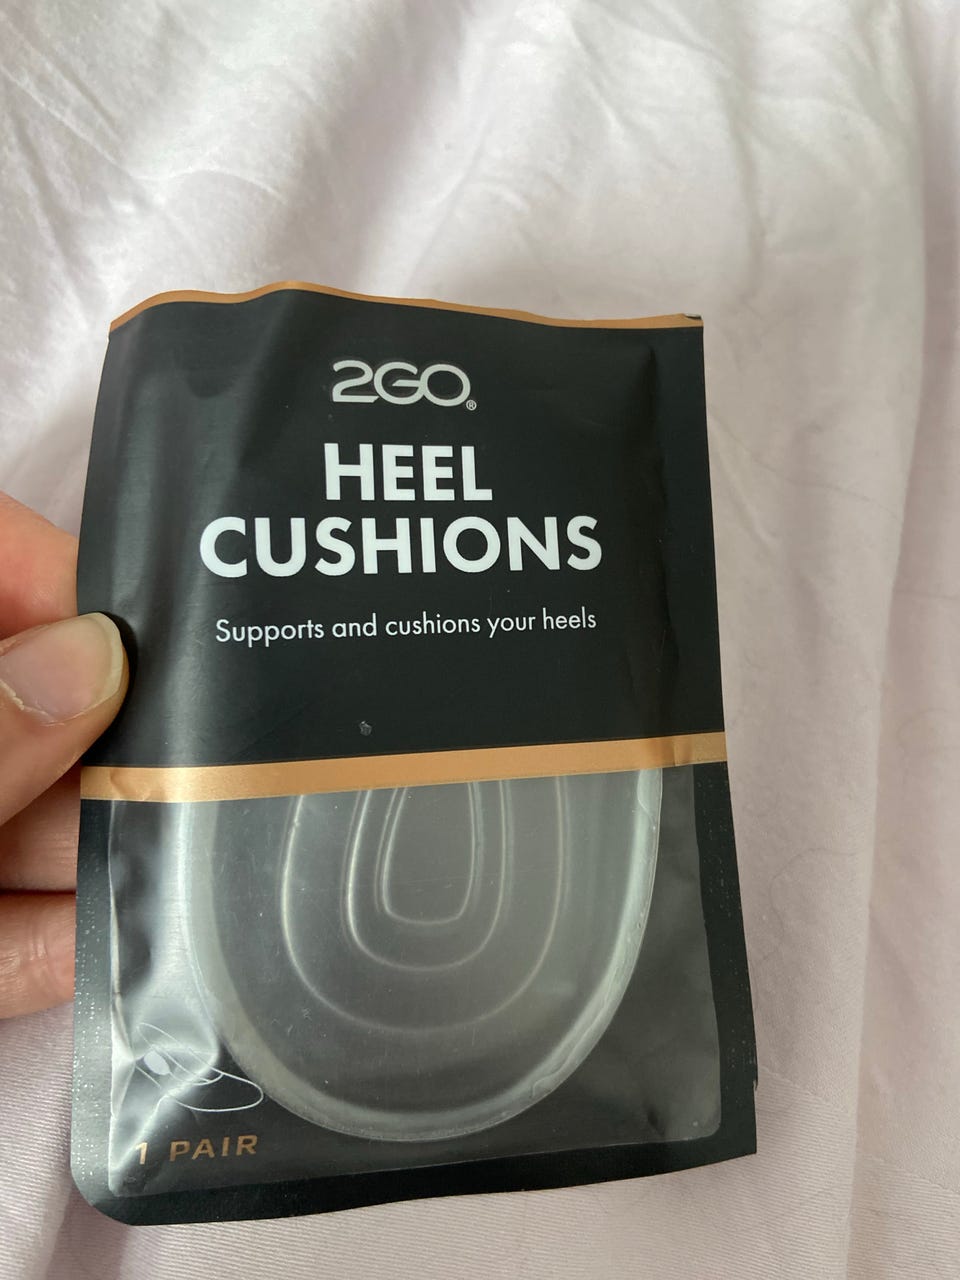 2GO®
HEEL
CUSHIONS
Supports and cushions your heels
1 PAIR